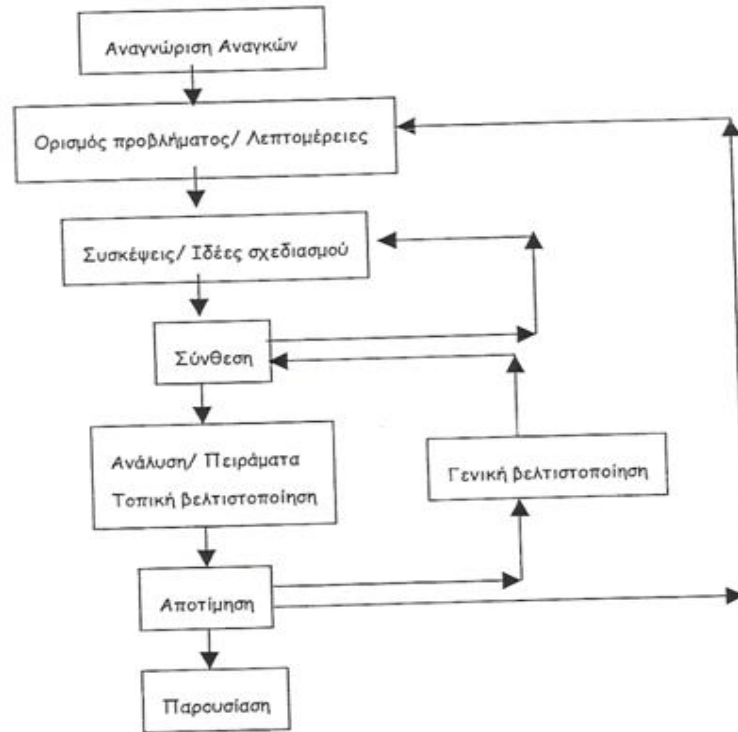 Αναγνώριση Αναγκών
Ορισμός προβλήματος/ Λεπτομέρειες
Συσκέψεις/ Ιδέες σχεδιασμού
Σύνθεση
Ανάλυση/ Πειράματα
Τοπική βελτιστοποίηση
Γενική βελτιστοποίηση
Αποτίμηση
Παρουσίαση